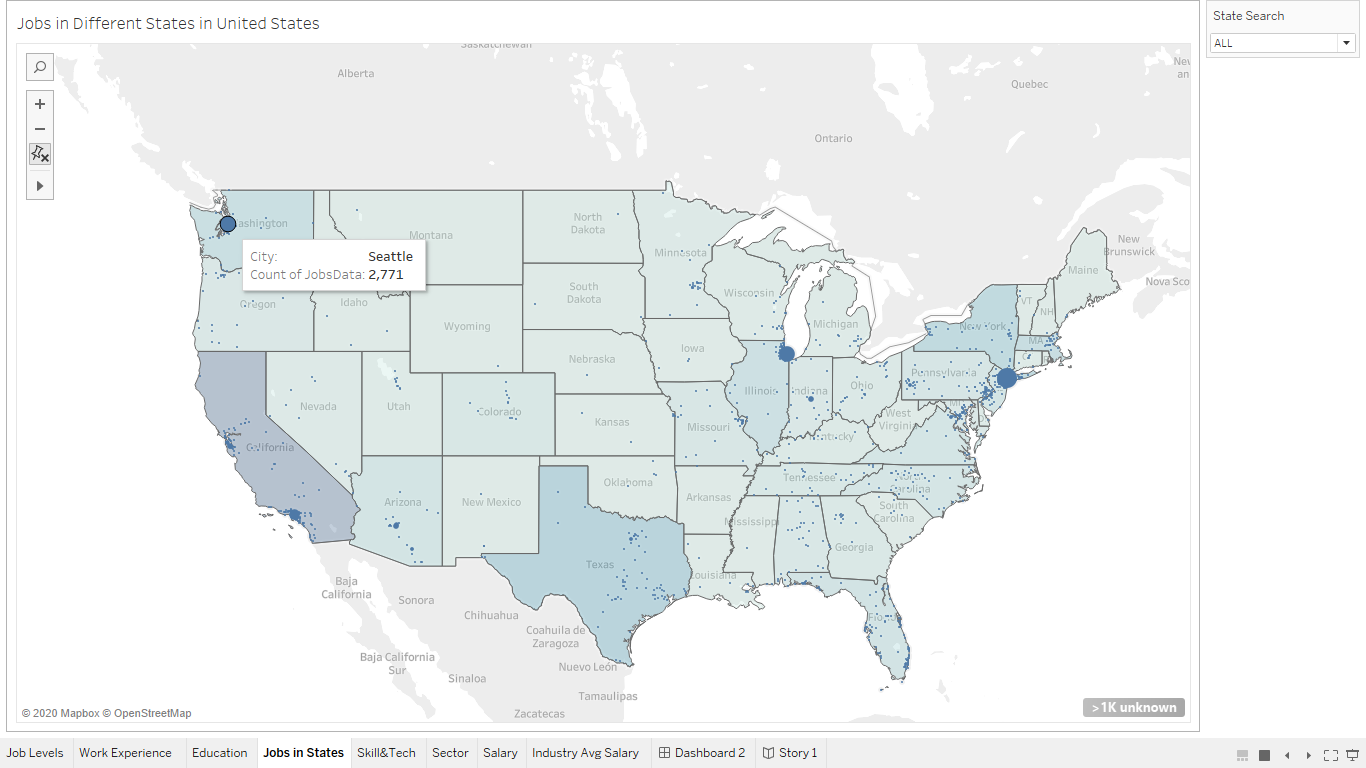 Jobs in Different States in United States
State Search
ALL
Saskatchewan
Alberta
Quebec
Ontario
Washington
Montana
North
Dakota
Minnesota
New
Brunswick
Maine
Nova Sco
City: Seattle
Count of JobsData: 2,771
Oregon
Idaho
South
Dakota
Wisconsin
Michigan
VT
NH
New York
MA
Wyoming
Iowa
Nebraska
Pennsylvania
Illinois
Indiana
Ohio
Nevada
Utah
Colorado
Kansas
Missouri
West
Virginia
Kentucky
California
Oklahoma
Tennessee
North
Carolina
Arizona
New Mexico
Arkansas
South
Carolina
Mississippi
Georgia
Texas
Louisiana
Florida
Baja
California
Sonora
Chihuahua
Coahuila de
Zaragoza
Baja California
Sur
Nuevo León
Sinaloa
Tamaulipas
Zacatecas
© 2020 Mapbox © OpenStreetMap
>1K unknown
Job Levels
Work Experience
Education
Jobs in States
Skill&Tech
Sector
Salary
Industry Avg Salary
Dashboard 2
Story 1